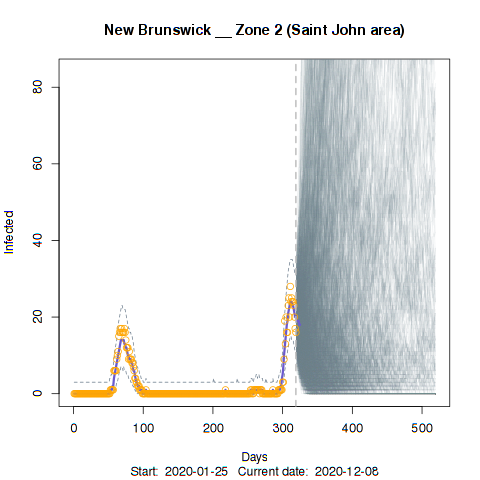 New Brunswick __ Zone 2 (Saint John area)
Infected
80
60
40
20
0
0 100 200 300 400 500
Days
Start: 2020-01-25 Current date: 2020-12-08